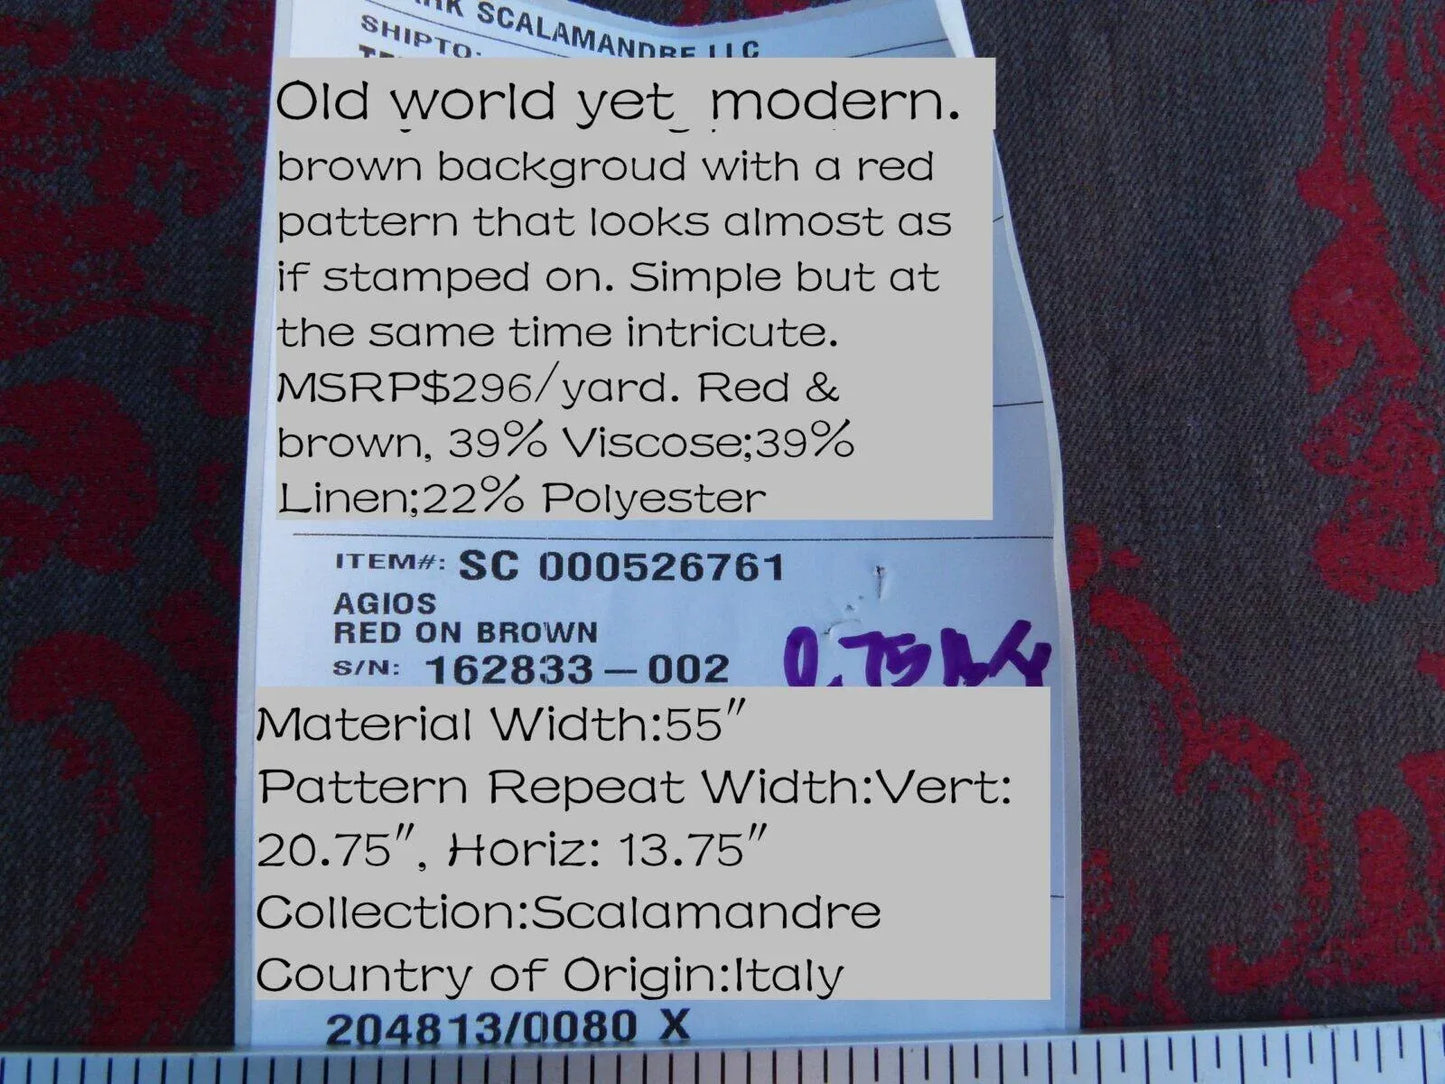 SCALAMANDRE LLC
SHIPTO:
Old world yet modern.
brown backgroud with a red
pattern that looks almost as
if stamped on. Simple but at
the same time intricute.
MSRP$296/yard. Red &
brown, 39% Viscose;39%
Linen;22% Polyester
ITEM#: SC 000526761
AGIOS
RED ON BROWN
S/N: 162833-002
0.75
Material Width:55"
Pattern Repeat Width:Vert:
20.75", Horiz: 13.75"
Collection:Scalamandre
Country of Origin:Italy
204813/0080 X